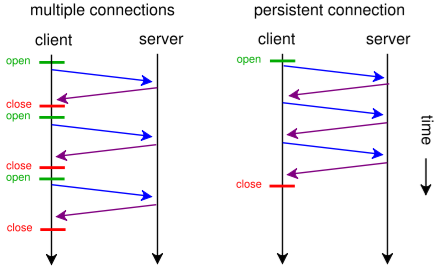 multiple connections
client server
open
close
open
close
open
close
persistent connection
client server
open
close
time